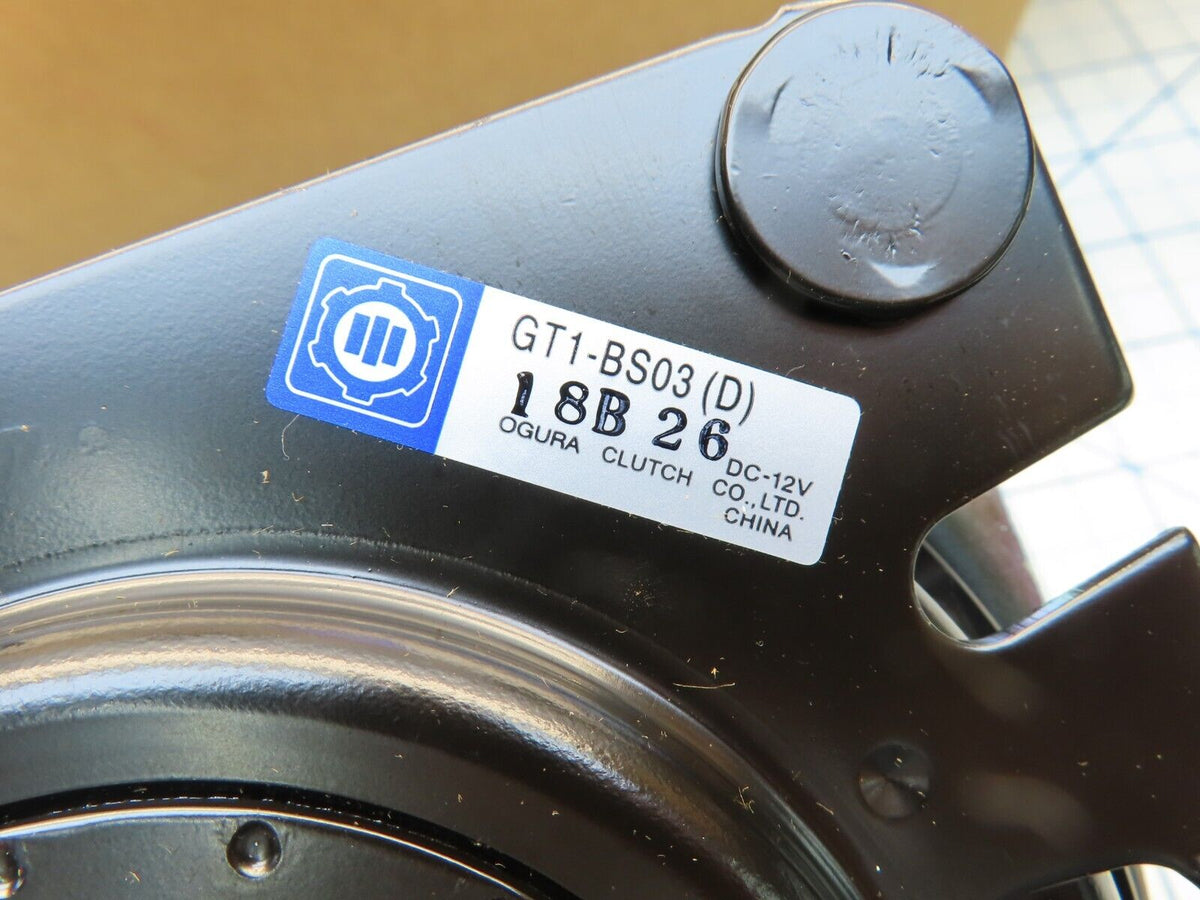 GT1-BS03 (D)
18B 26
DC-12V
OGURA CLUTCH CO.,LTD.
CHINA